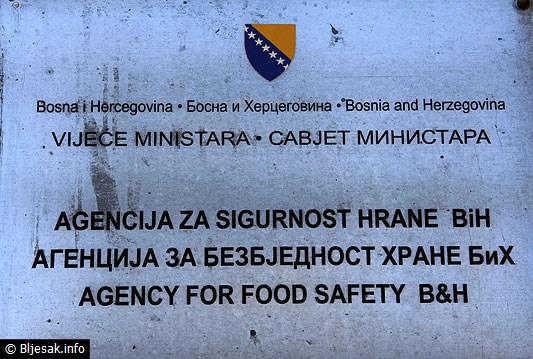 Bosna i Hercegovina • Босна и Херцеговина • Bosnia and Herzegovina
VIJEĆE MINISTARA • САВЈЕТ МИНИСТАРА
AGENCIJA ZA SIGURNOST HRANE BiH
АГЕНЦИЈА ЗА БЕЗБЈЕДНОСТ ХРАНЕ БиХ
AGENCY FOR FOOD SAFETY B&H
© Bljesak.info